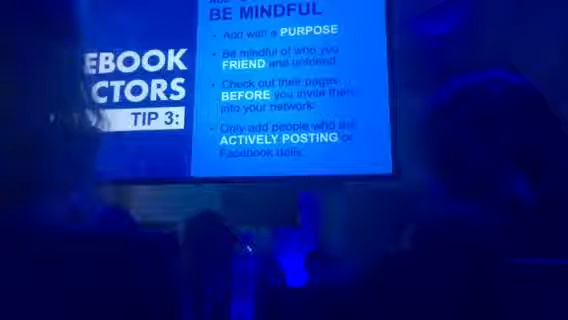 EBOOK
CTORS
TIP 3:
BE MINDFUL
• Add with a PURPOSE
• Be mindful of who you
FRIEND and unfriend
• Check out their pages
BEFORE you invite them
into your network
• Only add people who are
ACTIVELY POSTING on
Facebook daily.